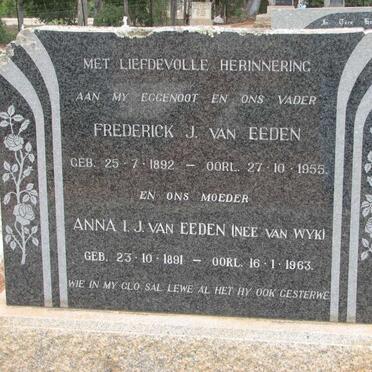 MET LIEFDEVOLLE HERINNERING
AAN MY EGGENOOT EN ONS VADER
FREDERICK J. VAN EEDEN
GEB. 25·7·1892 — OORL. 27·10·1955.
EN ONS MOEDER
ANNA I. J. VAN EEDEN (NEE VAN WYK)
GEB. 23·10·1891 — OORL. 16·1·1963.
WIE IN MY GLO SAL LEWE AL HET HY OOK GESTERWE